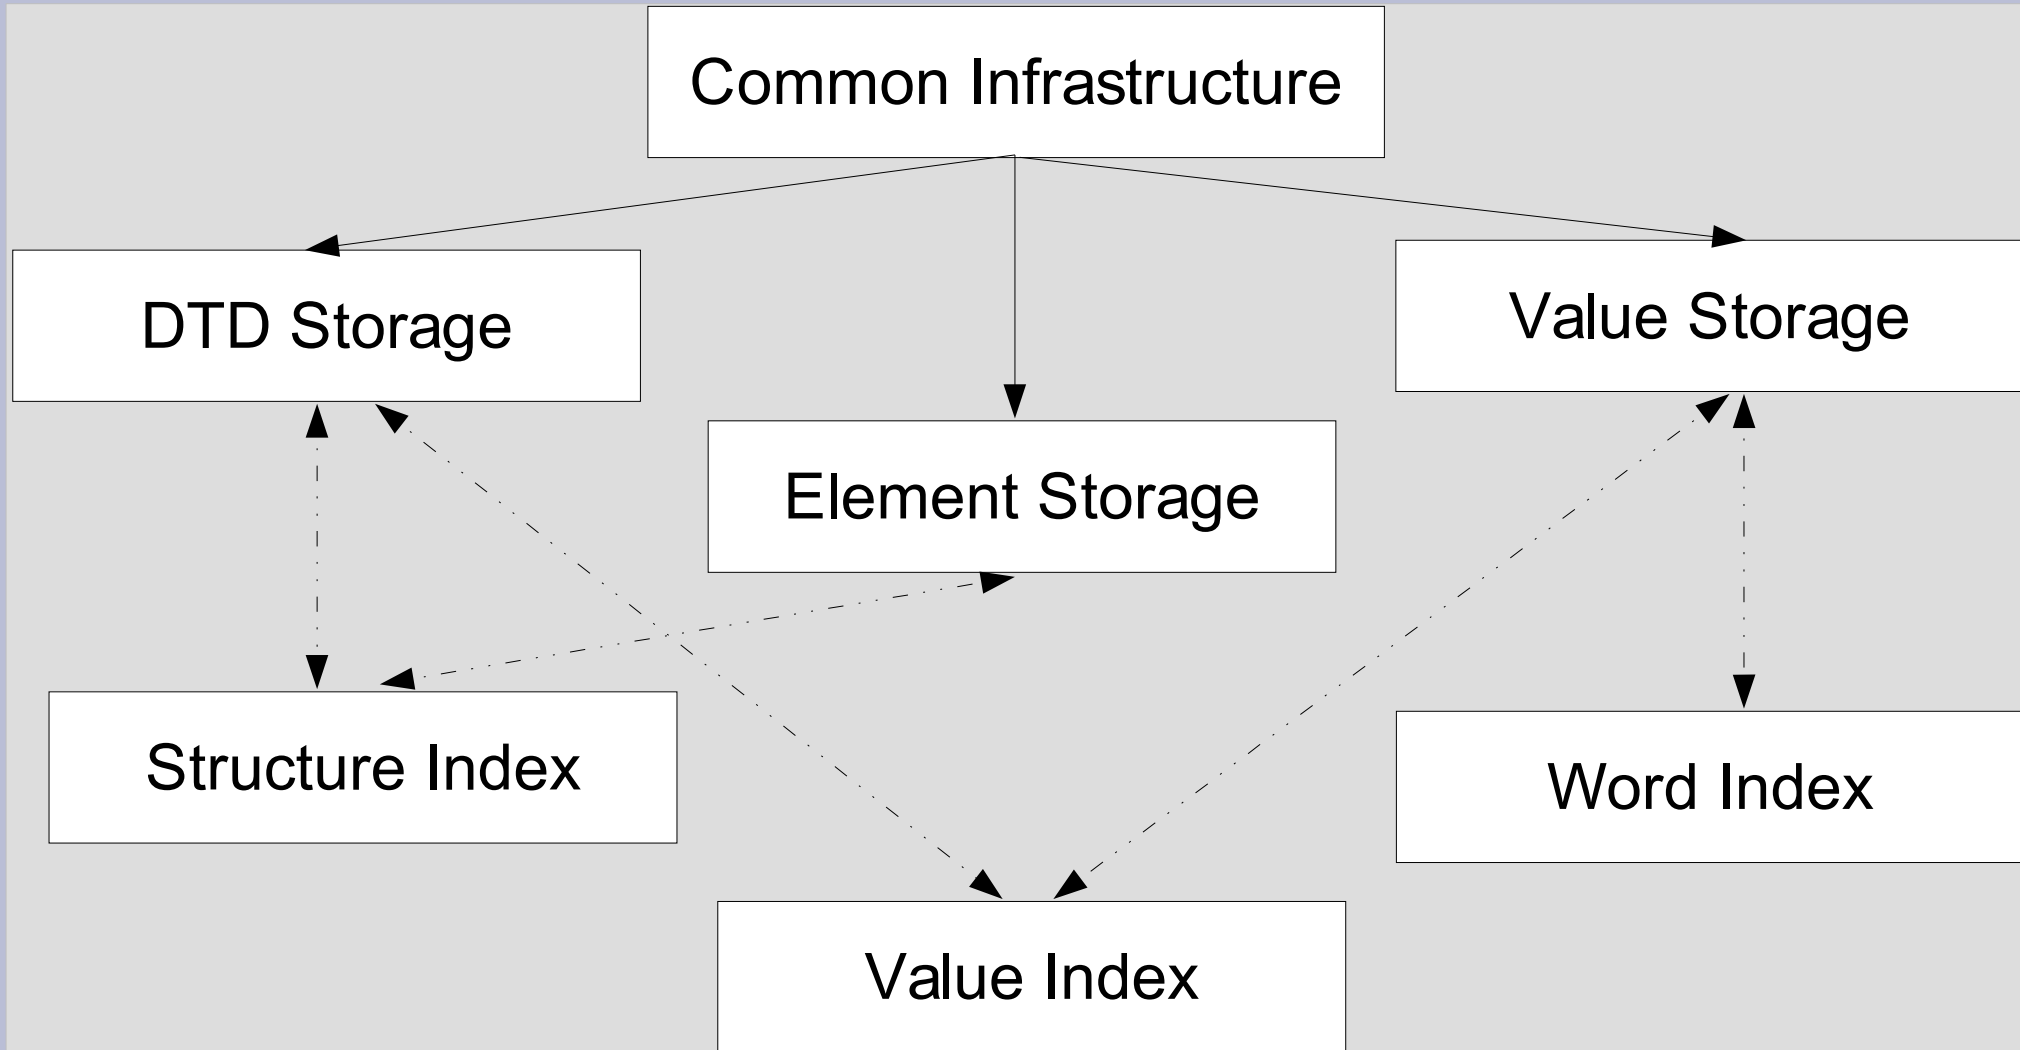 Common Infrastructure
DTD Storage
Value Storage
Element Storage
Structure Index
Word Index
Value Index